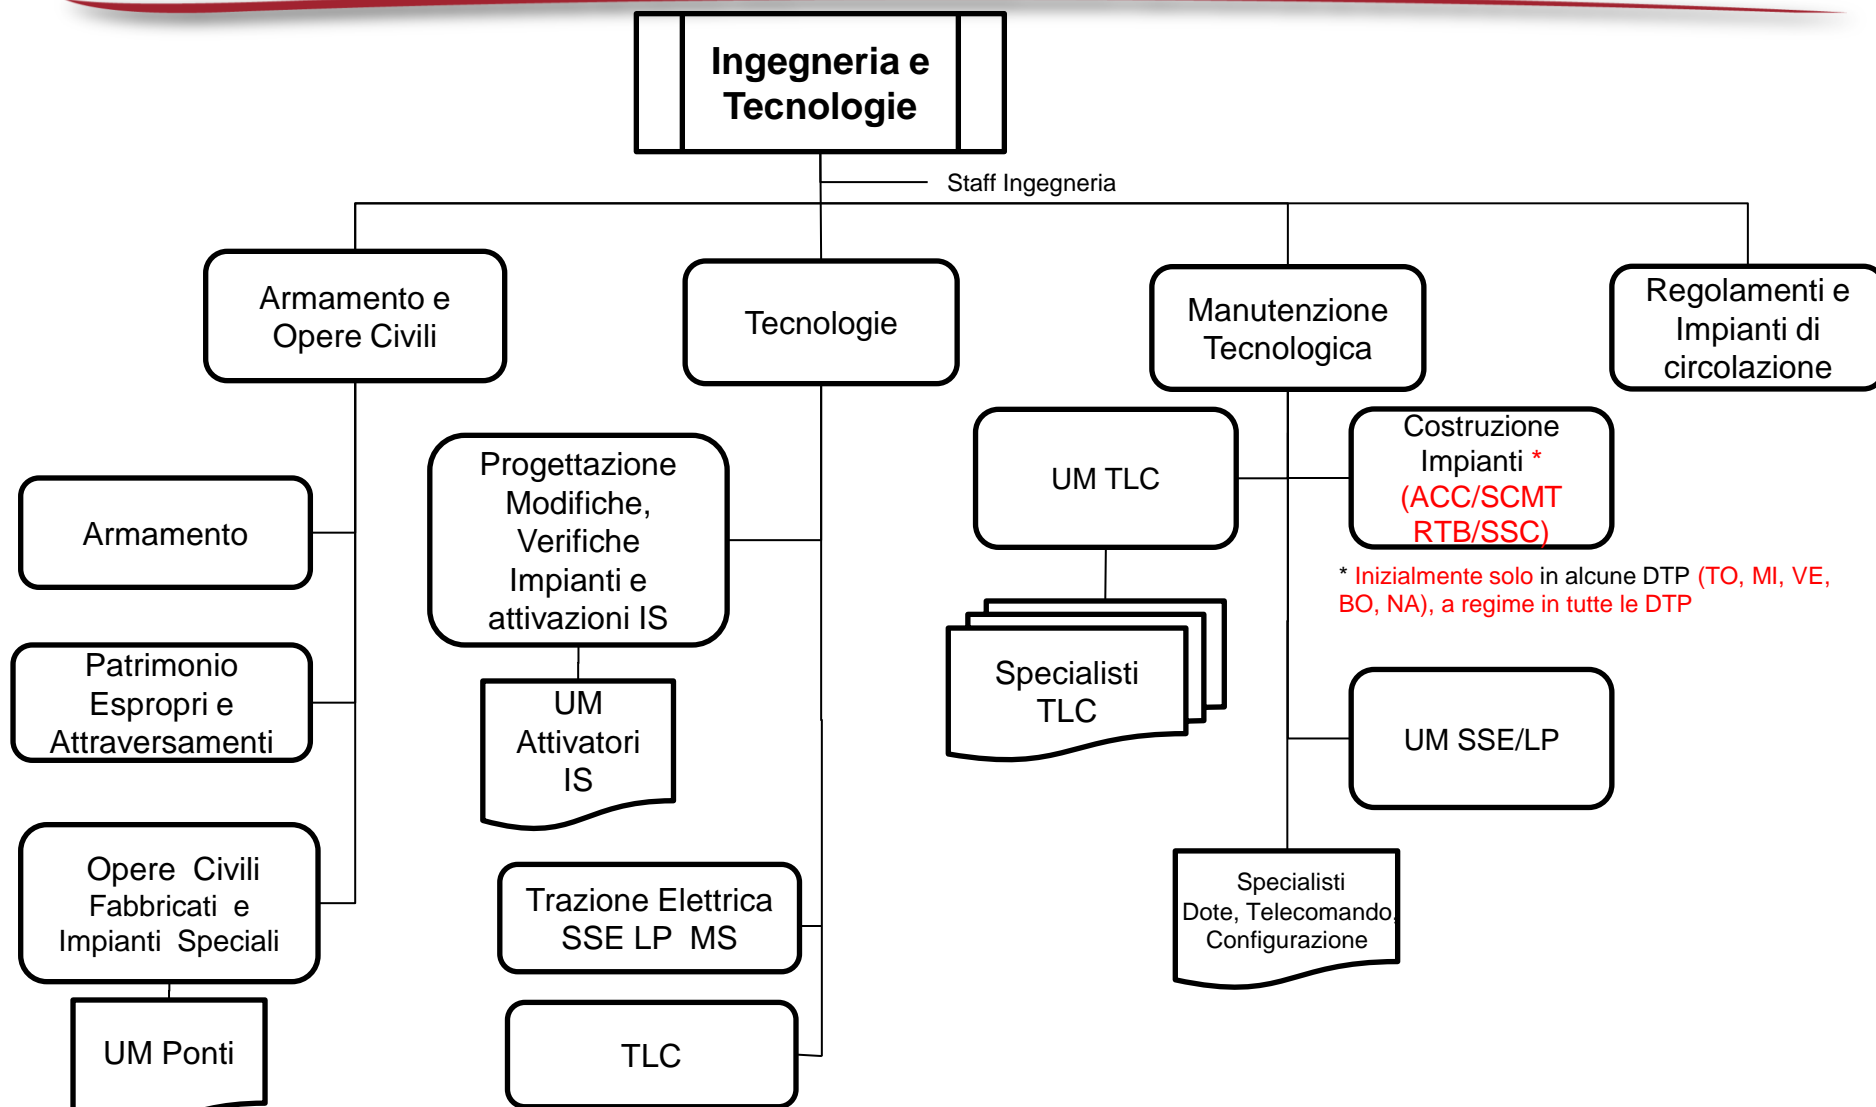 Ingegneria e
Tecnologie
Staff Ingegneria
Armamento e
Opere Civili
Tecnologie
Manutenzione
Tecnologica
Regolamenti e
Impianti di
circolazione
Armamento
Patrimonio
Espropri e
Attraversamenti
Opere Civili
Fabbricati e
Impianti Speciali
UM Ponti
Progettazione
Modifiche,
Verifiche
Impianti e
attivazioni IS
UM
Attivatori
IS
Trazione Elettrica
SSE LP MS
TLC
UM TLC
Specialisti
TLC
Costruzione
Impianti *
(ACC/SCMT
RTB/SSC)
* Inizialmente solo in alcune DTP (TO, MI, VE,
BO, NA), a regime in tutte le DTP
UM SSE/LP
Specialisti
Dote, Telecomando,
Configurazione